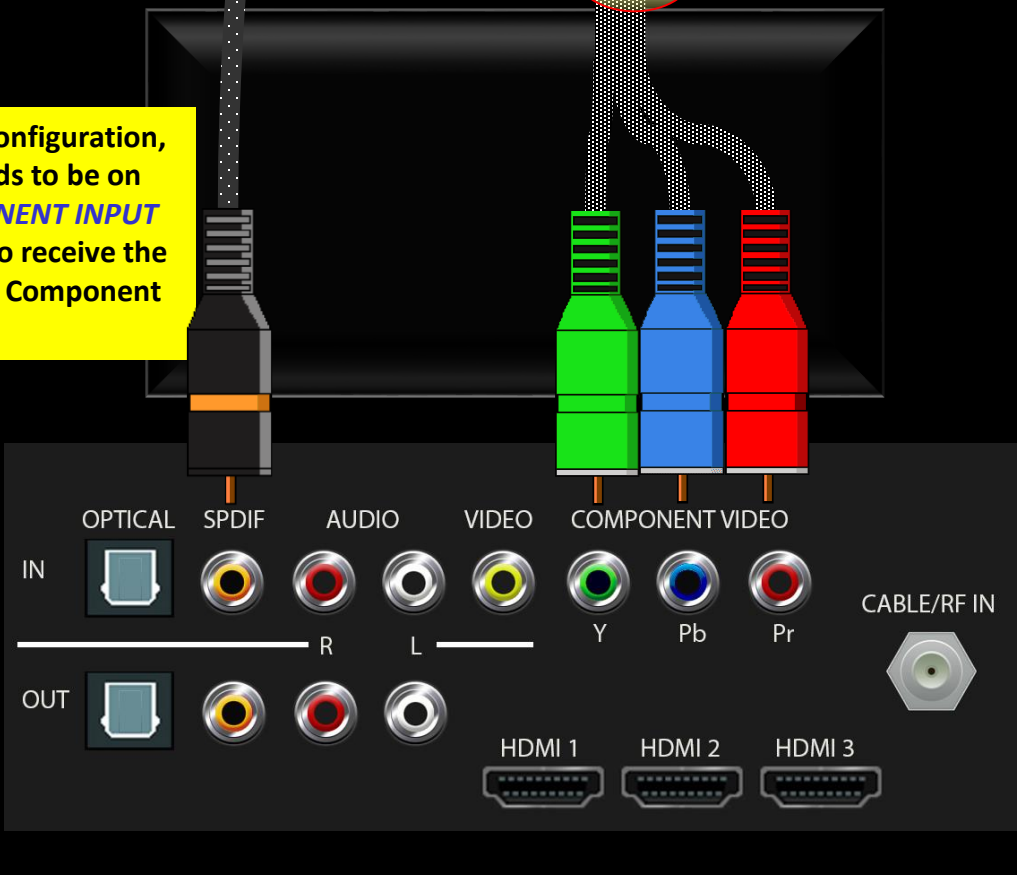 onfiguration,
ds to be on
NENT INPUT
o receive the
Component
OPTICAL SPDIF AUDIO VIDEO COMPONENT VIDEO
IN
CABLE/RF IN
R L Y Pb Pr
OUT
HDMI 1 HDMI 2 HDMI 3